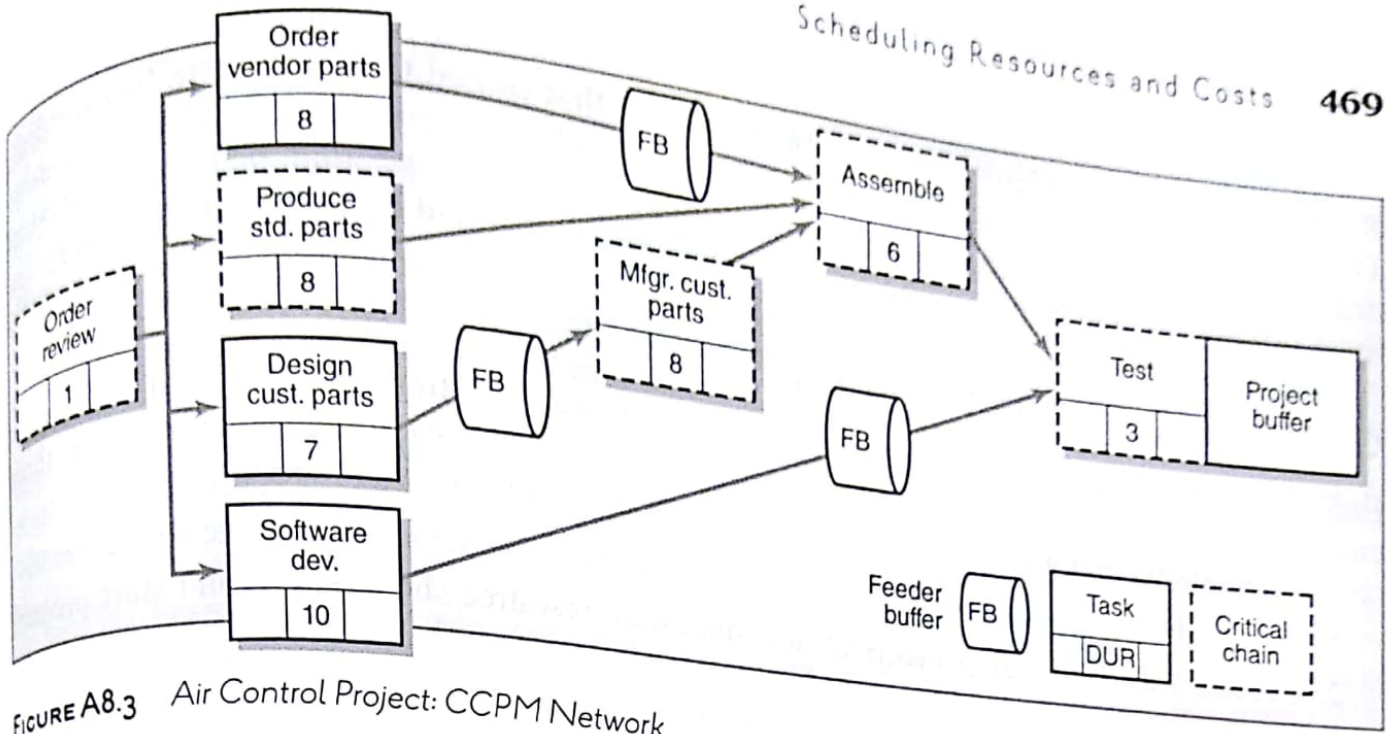 Scheduling Resources and Costs 469
Order
vendor parts
8
FB
Produce
std. parts
8
Assemble
6
Order
review
1
Mfgr. cust.
parts
8
Design
cust. parts
7
FB
Test
3
Project
buffer
FB
Software
dev.
10
Feeder
buffer
FB
Task
DUR
Critical
chain
FIGURE A8.3 Air Control Project: CCPM Network